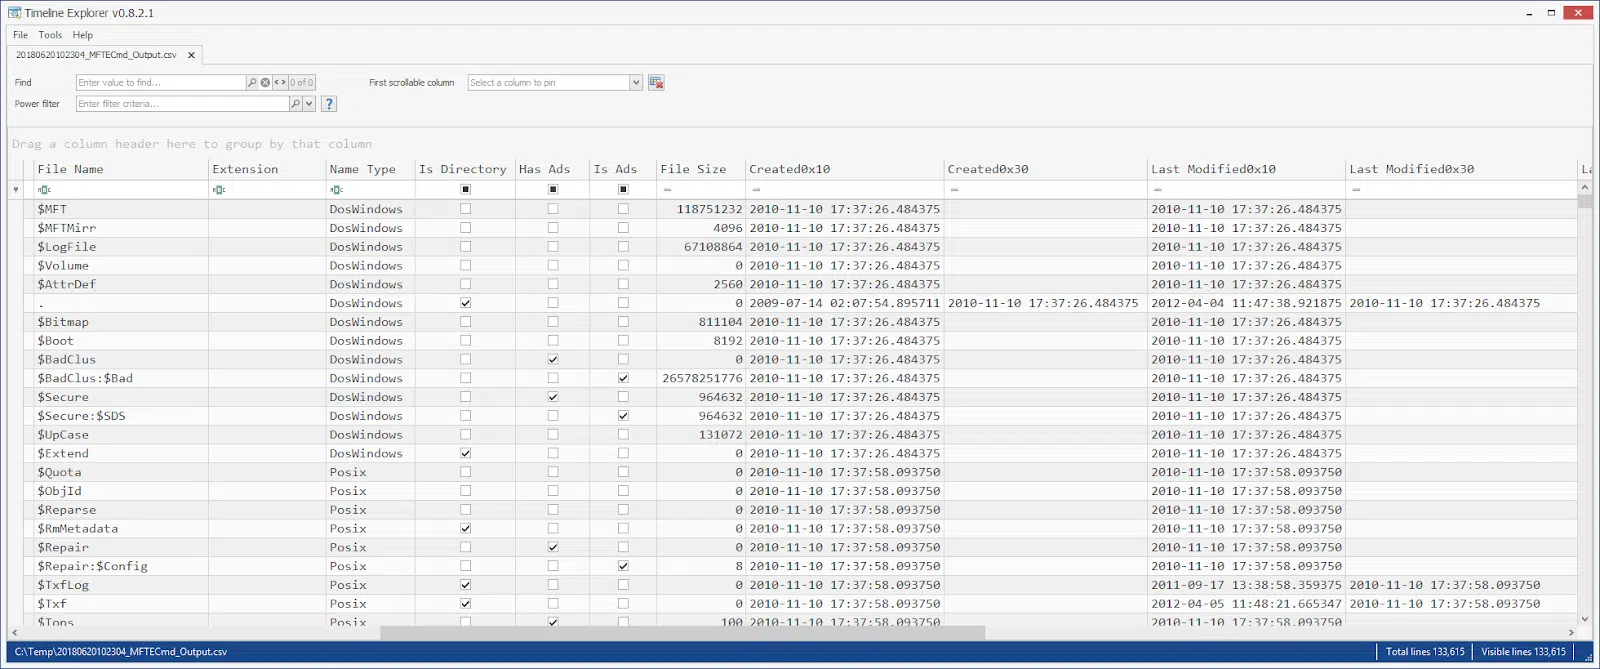 Timeline Explorer v0.8.2.1
File Tools Help
20180620102304_MFTECmd_Output.csv
Find Enter value to find... 0 of 0 First scrollable column Select a column to pin
Power filter Enter filter criteria... ?
Drag a column header here to group by that column
File Name Extension Name Type Is Directory Has Ads Is Ads File Size Created0x10 Created0x30 Last Modified0x10 Last Modified0x30 La
= = = = =
$MFT DosWindows 118751232 2010-11-10 17:37:26.484375 2010-11-10 17:37:26.484375
$MFTMirr DosWindows 4096 2010-11-10 17:37:26.484375 2010-11-10 17:37:26.484375
$LogFile DosWindows 67108864 2010-11-10 17:37:26.484375 2010-11-10 17:37:26.484375
$Volume DosWindows 0 2010-11-10 17:37:26.484375 2010-11-10 17:37:26.484375
$AttrDef DosWindows 2560 2010-11-10 17:37:26.484375 2010-11-10 17:37:26.484375
. DosWindows 0 2009-07-14 02:07:54.895711 2010-11-10 17:37:26.484375 2012-04-04 11:47:38.921875 2010-11-10 17:37:26.484375
$Bitmap DosWindows 811104 2010-11-10 17:37:26.484375 2010-11-10 17:37:26.484375
$Boot DosWindows 8192 2010-11-10 17:37:26.484375 2010-11-10 17:37:26.484375
$BadClus DosWindows 0 2010-11-10 17:37:26.484375 2010-11-10 17:37:26.484375
$BadClus:$Bad DosWindows 26578251776 2010-11-10 17:37:26.484375 2010-11-10 17:37:26.484375
$Secure DosWindows 964632 2010-11-10 17:37:26.484375 2010-11-10 17:37:26.484375
$Secure:$SDS DosWindows 964632 2010-11-10 17:37:26.484375 2010-11-10 17:37:26.484375
$UpCase DosWindows 131072 2010-11-10 17:37:26.484375 2010-11-10 17:37:26.484375
$Extend DosWindows 0 2010-11-10 17:37:26.484375 2010-11-10 17:37:26.484375
$Quota Posix 0 2010-11-10 17:37:58.093750 2010-11-10 17:37:58.093750
$ObjId Posix 0 2010-11-10 17:37:58.093750 2010-11-10 17:37:58.093750
$Reparse Posix 0 2010-11-10 17:37:58.093750 2010-11-10 17:37:58.093750
$RmMetadata Posix 0 2010-11-10 17:37:58.093750 2010-11-10 17:37:58.093750
$Repair Posix 0 2010-11-10 17:37:58.093750 2010-11-10 17:37:58.093750
$Repair:$Config Posix 8 2010-11-10 17:37:58.093750 2010-11-10 17:37:58.093750
$TxfLog Posix 0 2010-11-10 17:37:58.093750 2011-09-17 13:38:58.359375 2010-11-10 17:37:58.093750
$Txf Posix 0 2010-11-10 17:37:58.093750 2012-04-05 11:48:21.665347 2010-11-10 17:37:58.093750
$Tops Posix 100 2010-11-10 17:37:58.093750 2010-11-10 17:37:58.093750
C:\Temp\20180620102304_MFTECmd_Output.csv Total lines 133,615 Visible lines 133,615